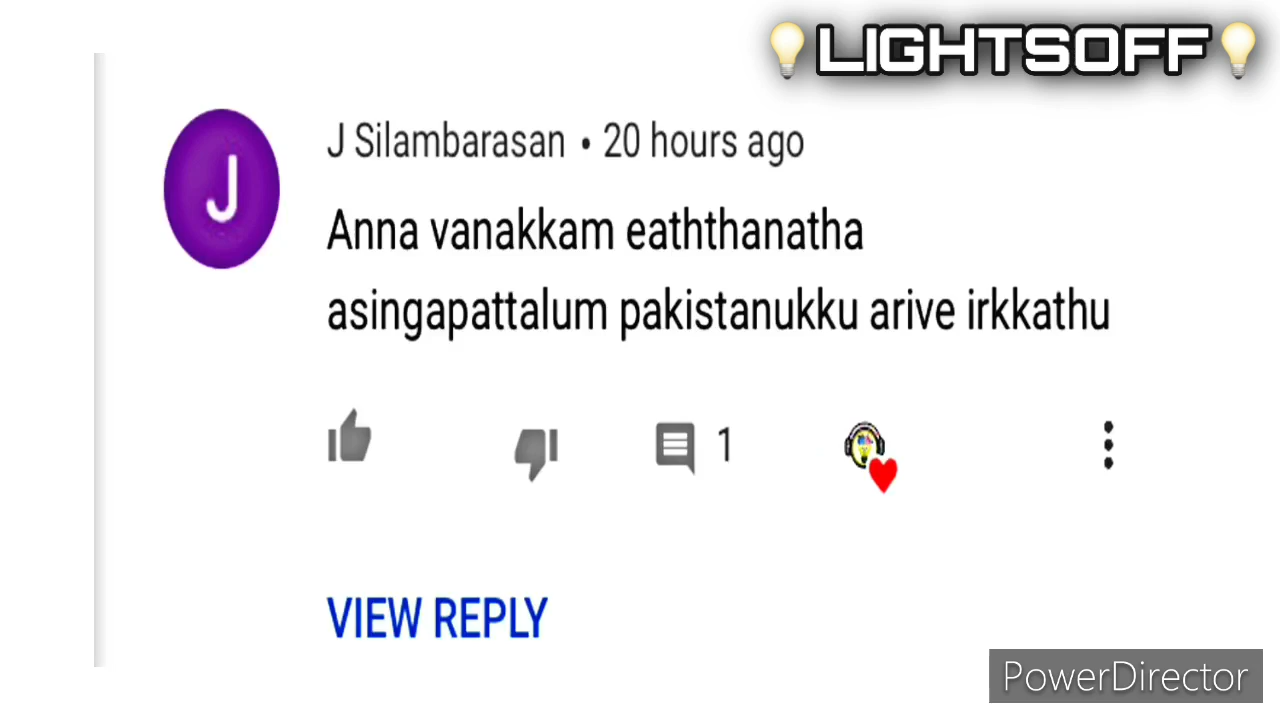 LIGHTSOFF
J Silambarasan • 20 hours ago
J
Anna vanakkam eaththanatha
asingapattalum pakistanukku arive irkkathu
1
VIEW REPLY
PowerDirector